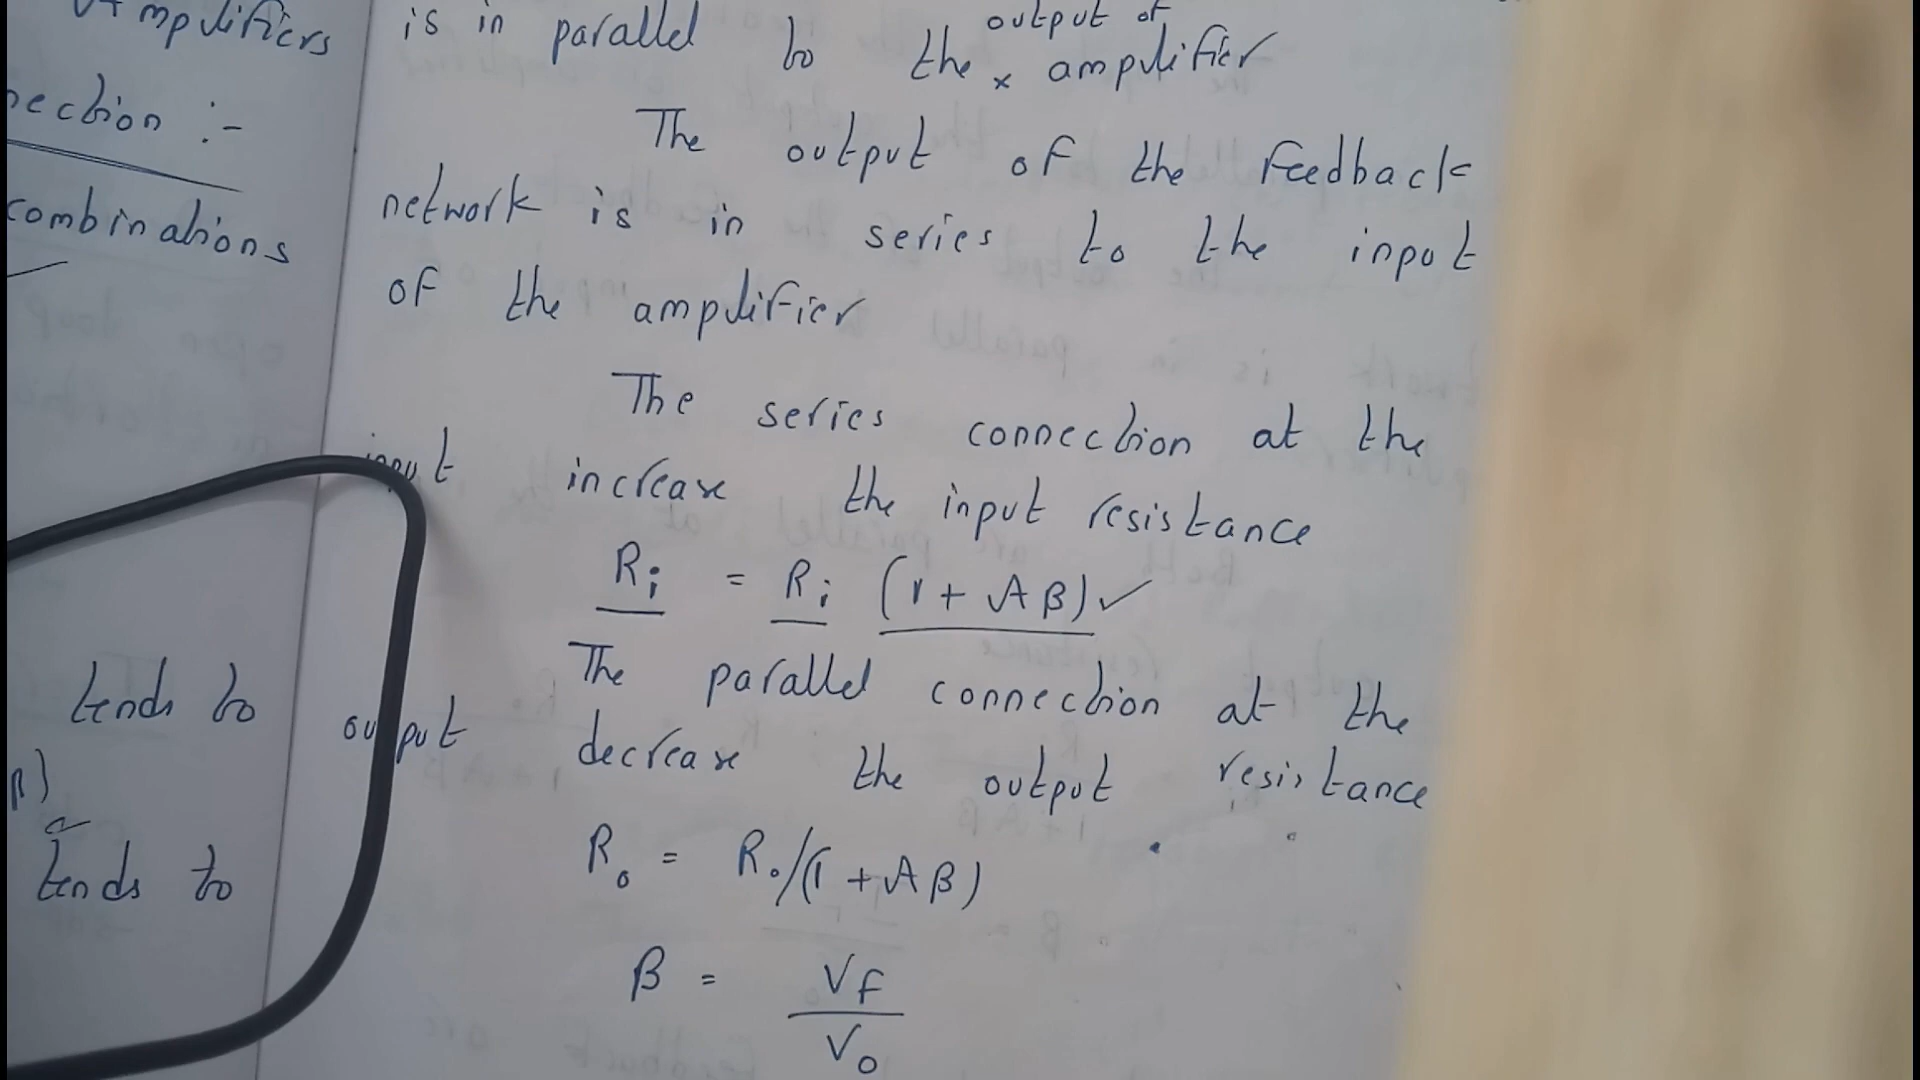 mplifiers
nection :-
combinations
tends to
β)
tends to
output of
is in parallel to the x amplifier
The output of the feedback
network is in series to the input
of the amplifier
The series connection at the
input increase the input resistance
Ri = Ri (1 + Aβ) ✓
The parallel connection at the
output decrease the output resistance
Ro = Ro/(1 + Aβ)
β = Vf / Vo